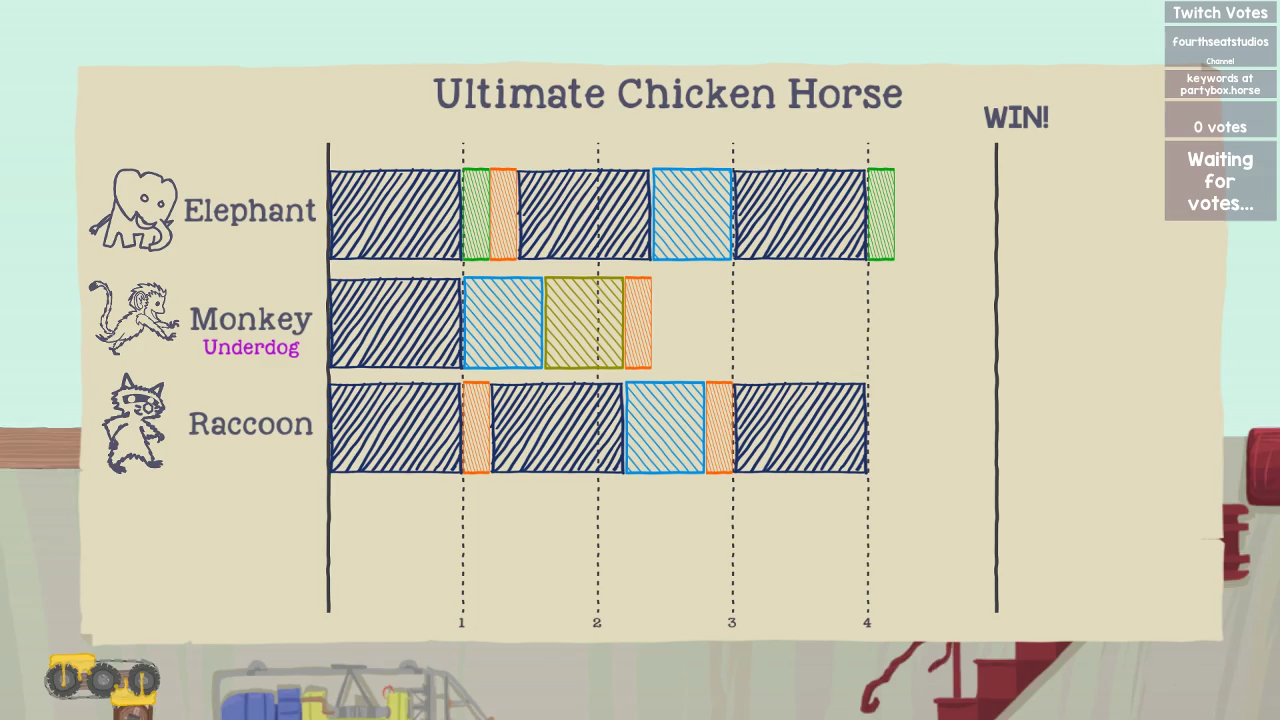 Ultimate Chicken Horse
WIN!
Elephant
Monkey
Underdog
Raccoon
1
2
3
4
Twitch Votes
fourthseatstudios
Channel
keywords at
partybox.horse
0 votes
Waiting
for
votes...